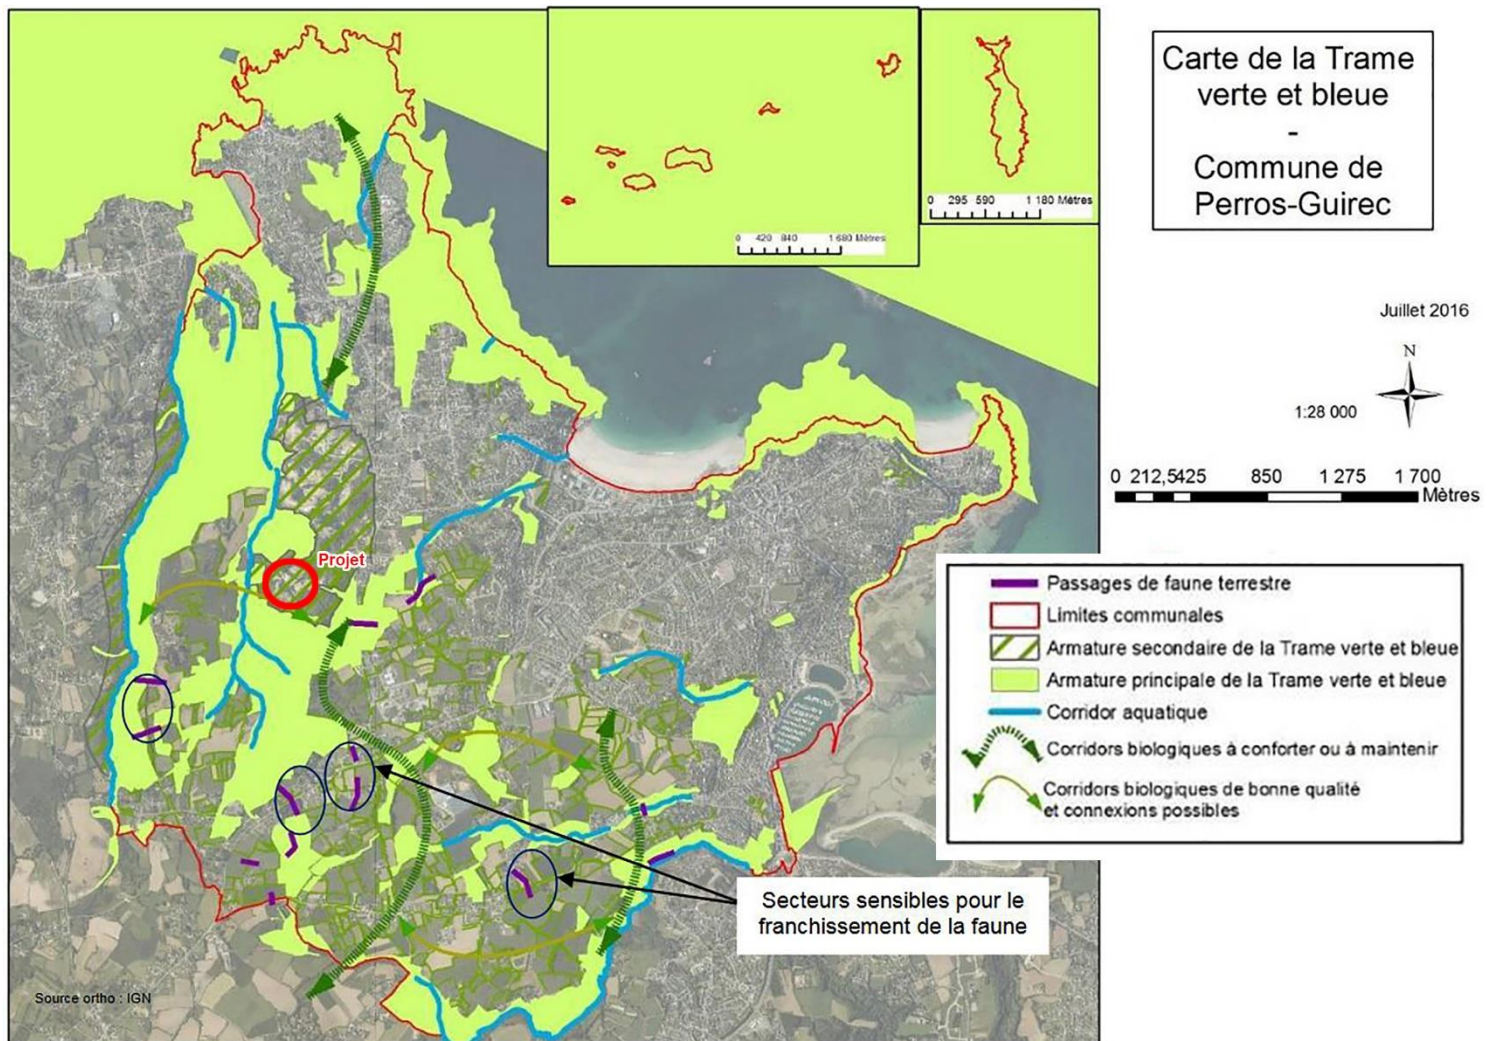 Carte de la Trame
verte et bleue
-
Commune de
Perros-Guirec
0 295 590 1 180 Mètres
0 420 840 1 680 Mètres
Juillet 2016
N
1:28 000
0 212,5425 850 1 275 1 700
Mètres
Projet
Passages de faune terrestre
Limites communales
Armature secondaire de la Trame verte et bleue
Armature principale de la Trame verte et bleue
Corridor aquatique
Corridors biologiques à conforter ou à maintenir
Corridors biologiques de bonne qualité
et connexions possibles
Secteurs sensibles pour le
franchissement de la faune
Source ortho : IGN